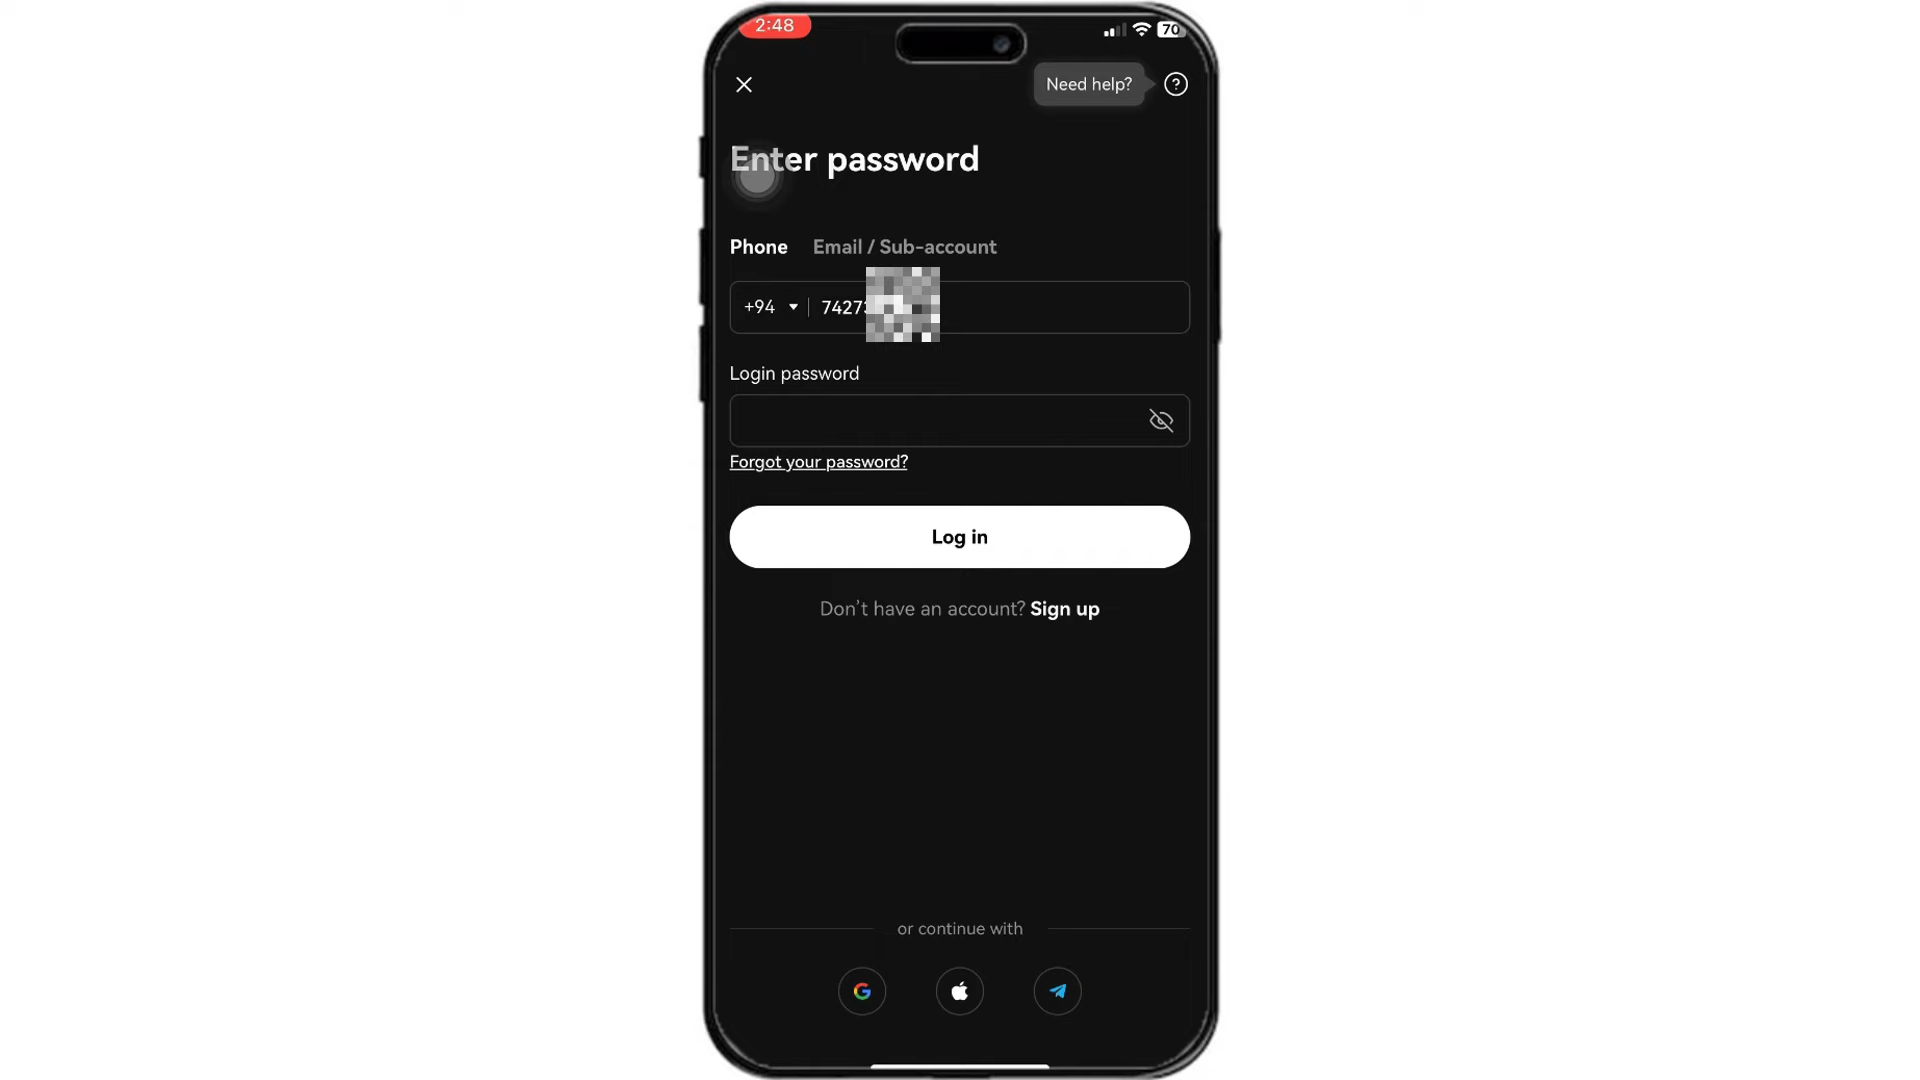 2:48
70
Need help? ?
Enter password
Phone Email / Sub-account
+94 7427
Login password
Forgot your password?
Log in
Don't have an account? Sign up
or continue with